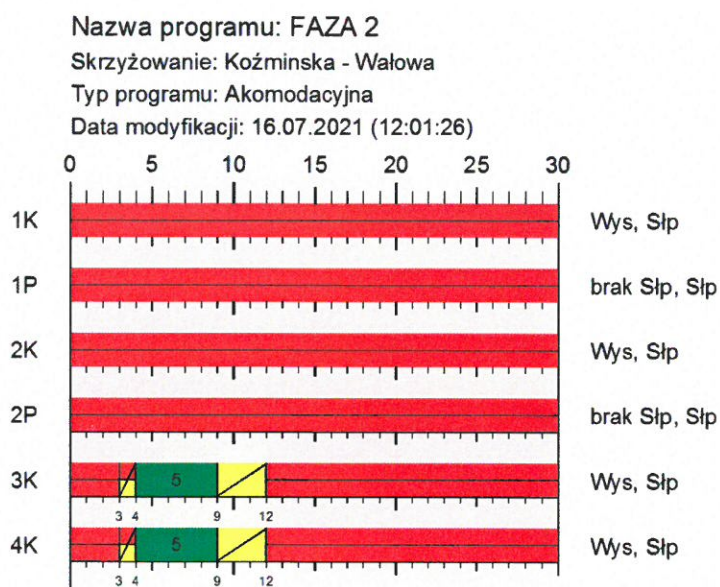 Nazwa programu: FAZA 2
Skrzyżowanie: Koźminska - Wałowa
Typ programu: Akomodacyjna
Data modyfikacji: 16.07.2021 (12:01:26)
0 5 10 15 20 25 30
1K Wys, Słp
1P brak Słp, Słp
2K Wys, Słp
2P brak Słp, Słp
3K 5 Wys, Słp
3 4 9 12
4K 5 Wys, Słp
3 4 9 12